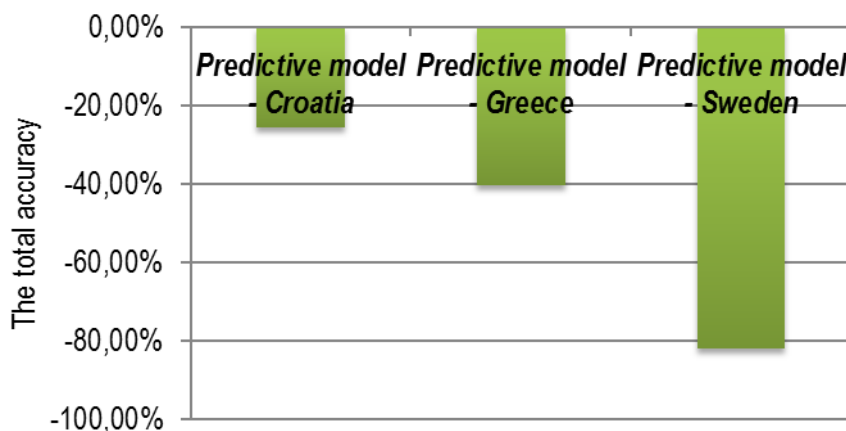 0,00%
Predictive model
- Croatia
Predictive model
- Greece
Predictive model
- Sweden
-20,00%
-40,00%
-60,00%
-80,00%
-100,00%
The total accuracy